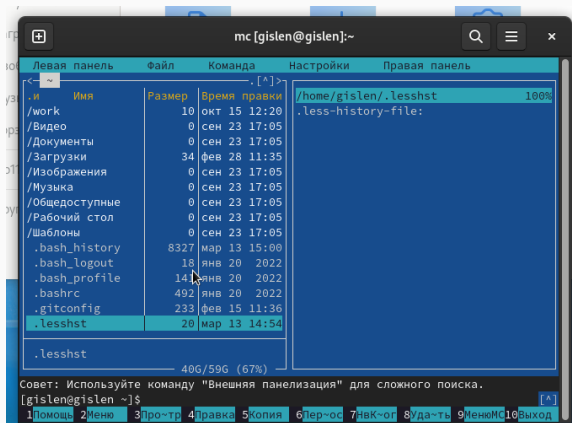 mc [gislen@gislen]:~
Левая панель Файл Команда Настройки Правая панель
<- ~ .[^]>
.и Имя Размер Время правки /home/gislen/.lesshst 100%
/work 10 окт 15 12:20 .less-history-file:
/Видео 0 сен 23 17:05
/Документы 0 сен 23 17:05
/Загрузки 34 фев 28 11:35
/Изображения 0 сен 23 17:05
/Музыка 0 сен 23 17:05
/Общедоступные 0 сен 23 17:05
/Рабочий стол 0 сен 23 17:05
/Шаблоны 0 сен 23 17:05
.bash_history 8327 мар 13 15:00
.bash_logout 18 янв 20 2022
.bash_profile 141 янв 20 2022
.bashrc 492 янв 20 2022
.gitconfig 233 фев 15 11:36
.lesshst 20 мар 13 14:54
.lesshst
40G/59G (67%)
Совет: Используйте команду "Внешняя панелизация" для сложного поиска.
[gislen@gislen ~]$ [^]
1Помощь 2Меню 3Про~тр 4Правка 5Копия 6Пер~ос 7НвК~ог 8Уда~ть 9МенюМС 10Выход